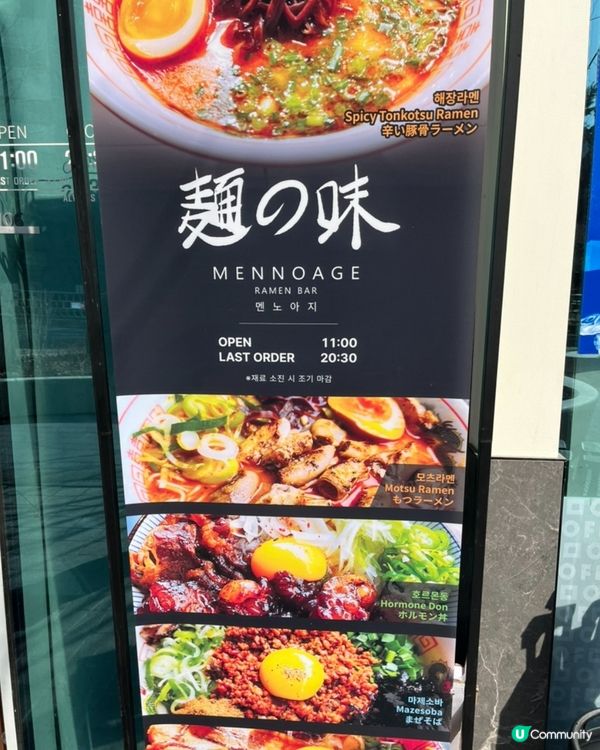 해장라멘
Spicy Tonkotsu Ramen
辛い豚骨ラーメン
麺の味
MENNOAGE
RAMEN BAR
멘노아지
OPEN 11:00
LAST ORDER 20:30
※재료 소진 시 조기 마감
모츠라멘
Motsu Ramen
もつラーメン
호르몬동
Hormone Don
ホルモン丼
마제소바
Mazesoba
まぜそば
U Community